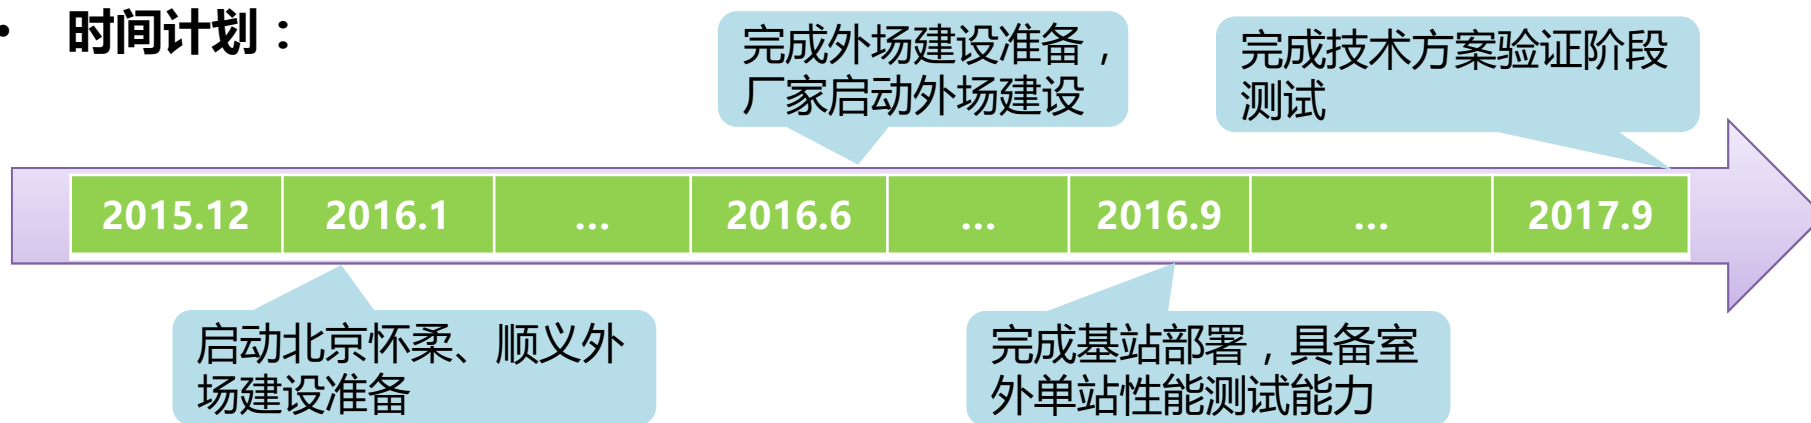 • 时间计划：
完成外场建设准备，
厂家启动外场建设
完成技术方案验证阶段
测试
2015.12 2016.1 ... 2016.6 ... 2016.9 ... 2017.9
启动北京怀柔、顺义外
场建设准备
完成基站部署，具备室
外单站性能测试能力